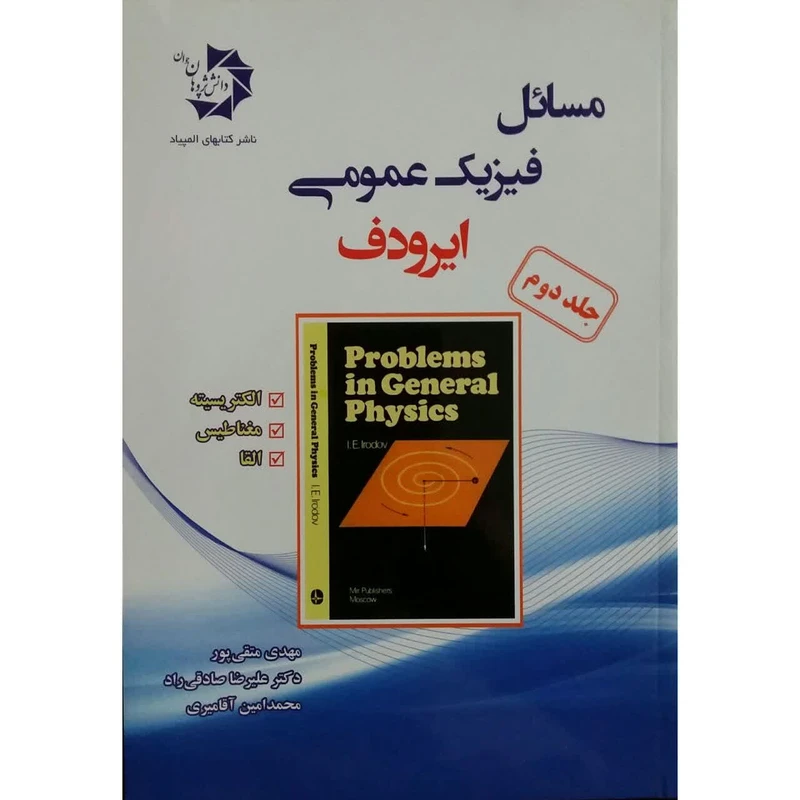 دانش پژوهان جوان
ناشر کتابهای المپیاد
مسائل
فیزیک عمومی
ایرودف
جلد دوم
الکتریسیته
مغناطیس
القا
Problems in General Physics I.E. Irodov
Problems
in General
Physics
I.E. Irodov
Mir Publishers
Moscow
مهدی متقی‌پور
دکتر علیرضا صادقی‌راد
محمدامین آقامیری